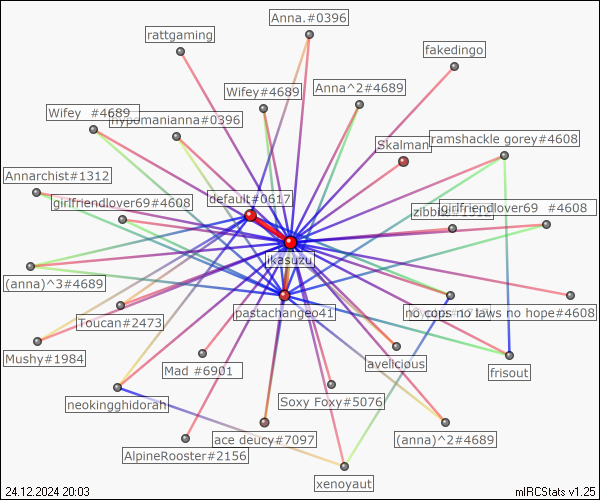 Anna.#0396
rattgaming
fakedingo
Wifey#4689
Anna^2#4689
Wifey  #4689
hypomanianna#0396
Skalman
ramshackle gorey#4608
Annarchist#1312
default#0617
girlfriendlover69#4608
girlfriendlover69  #4608
ikasuzu
(anna)^3#4689
pastachangeo41
no cops no laws no hope#4608
Toucan#2473
Mushy#1984
avelicious
Mad #6901
frisout
neokingghidorah
Soxy Foxy#5076
ace deucy#7097
(anna)^2#4689
AlpineRooster#2156
xenoyaut
24.12.2024 20:03
mIRCStats v1.25